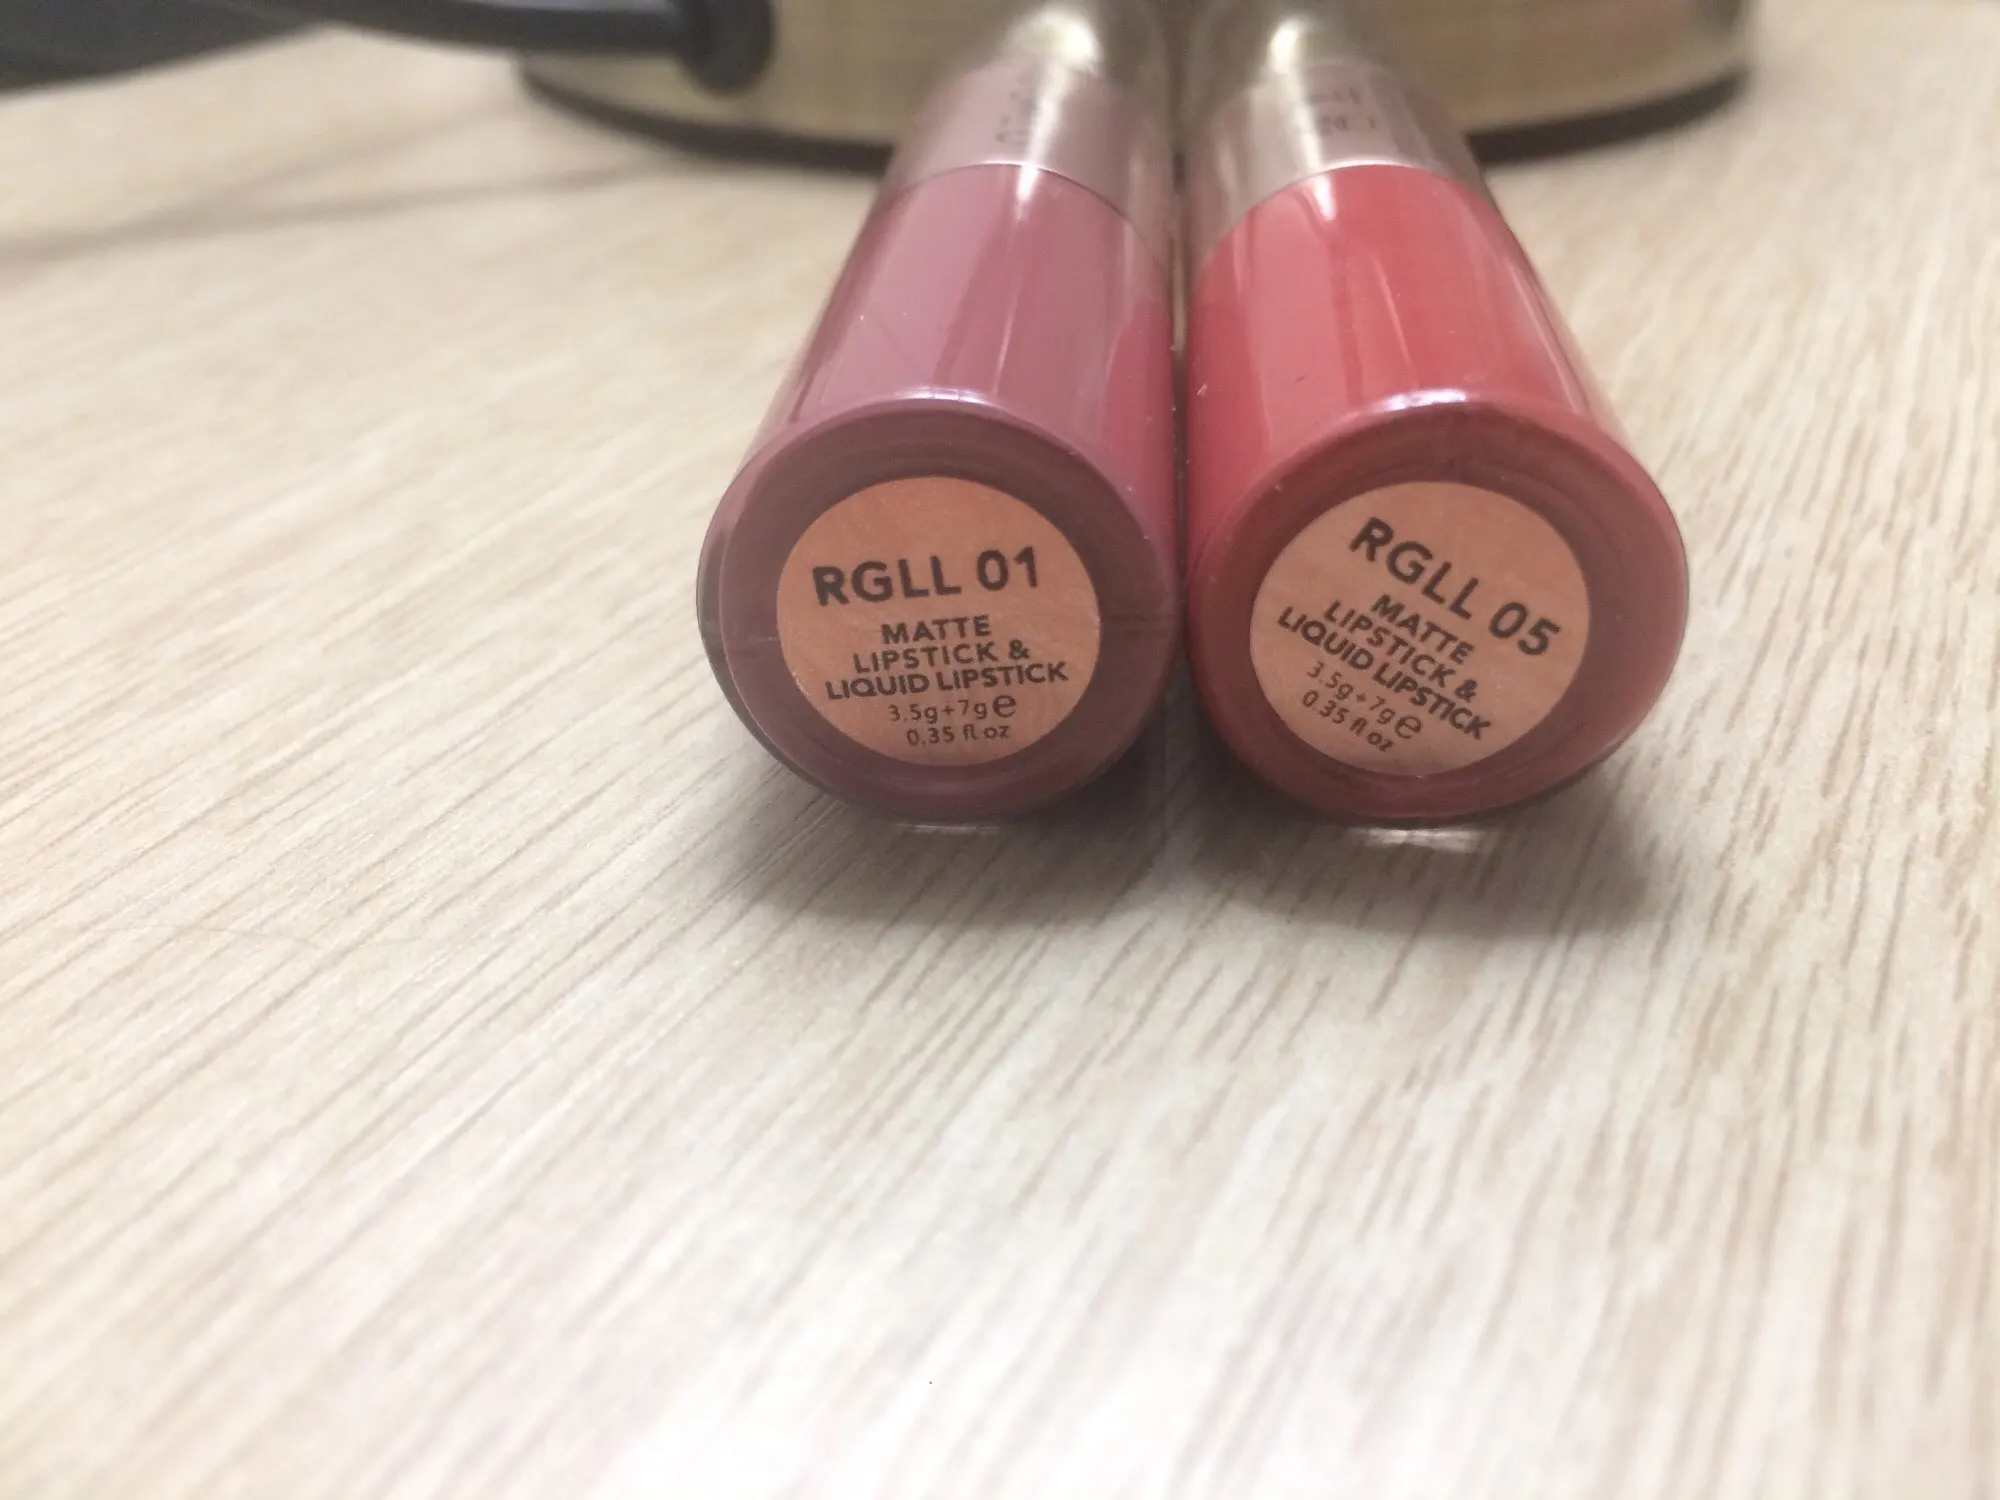 RGLL 01
MATTE
LIPSTICK &
LIQUID LIPSTICK
3.5g+7g℮
0.35 fl oz
RGLL 05
MATTE
LIPSTICK &
LIQUID LIPSTICK
3.5g+7g℮
0.35 fl oz